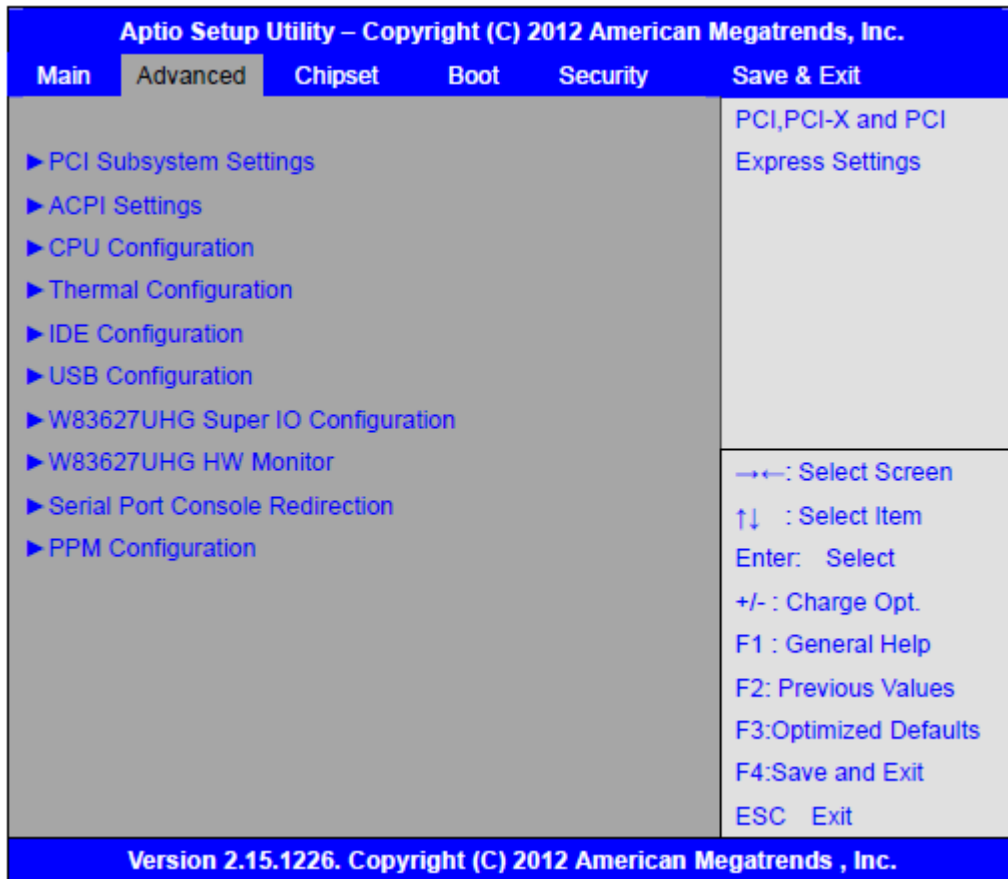 Aptio Setup Utility – Copyright (C) 2012 American Megatrends, Inc.
Main Advanced Chipset Boot Security Save & Exit
►PCI Subsystem Settings
►ACPI Settings
►CPU Configuration
►Thermal Configuration
►IDE Configuration
►USB Configuration
►W83627UHG Super IO Configuration
►W83627UHG HW Monitor
►Serial Port Console Redirection
►PPM Configuration
PCI,PCI-X and PCI
Express Settings
→←: Select Screen
↑↓ : Select Item
Enter: Select
+/- : Charge Opt.
F1 : General Help
F2: Previous Values
F3:Optimized Defaults
F4:Save and Exit
ESC Exit
Version 2.15.1226. Copyright (C) 2012 American Megatrends , Inc.